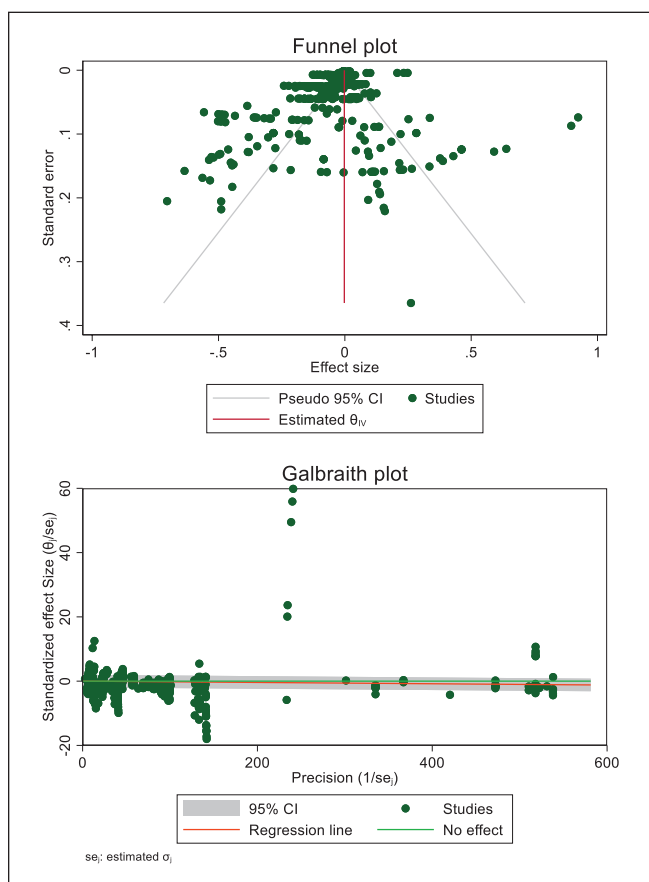 Funnel plot
0
.1
.2
.3
.4
Standard error
-1
-.5
0
.5
1
Effect size
Pseudo 95% CI
Studies
Estimated θIV
Galbraith plot
60
40
20
0
-20
Standardized effect Size (θj/sej)
0
200
400
600
Precision (1/sej)
95% CI
Studies
Regression line
No effect
sej: estimated σj